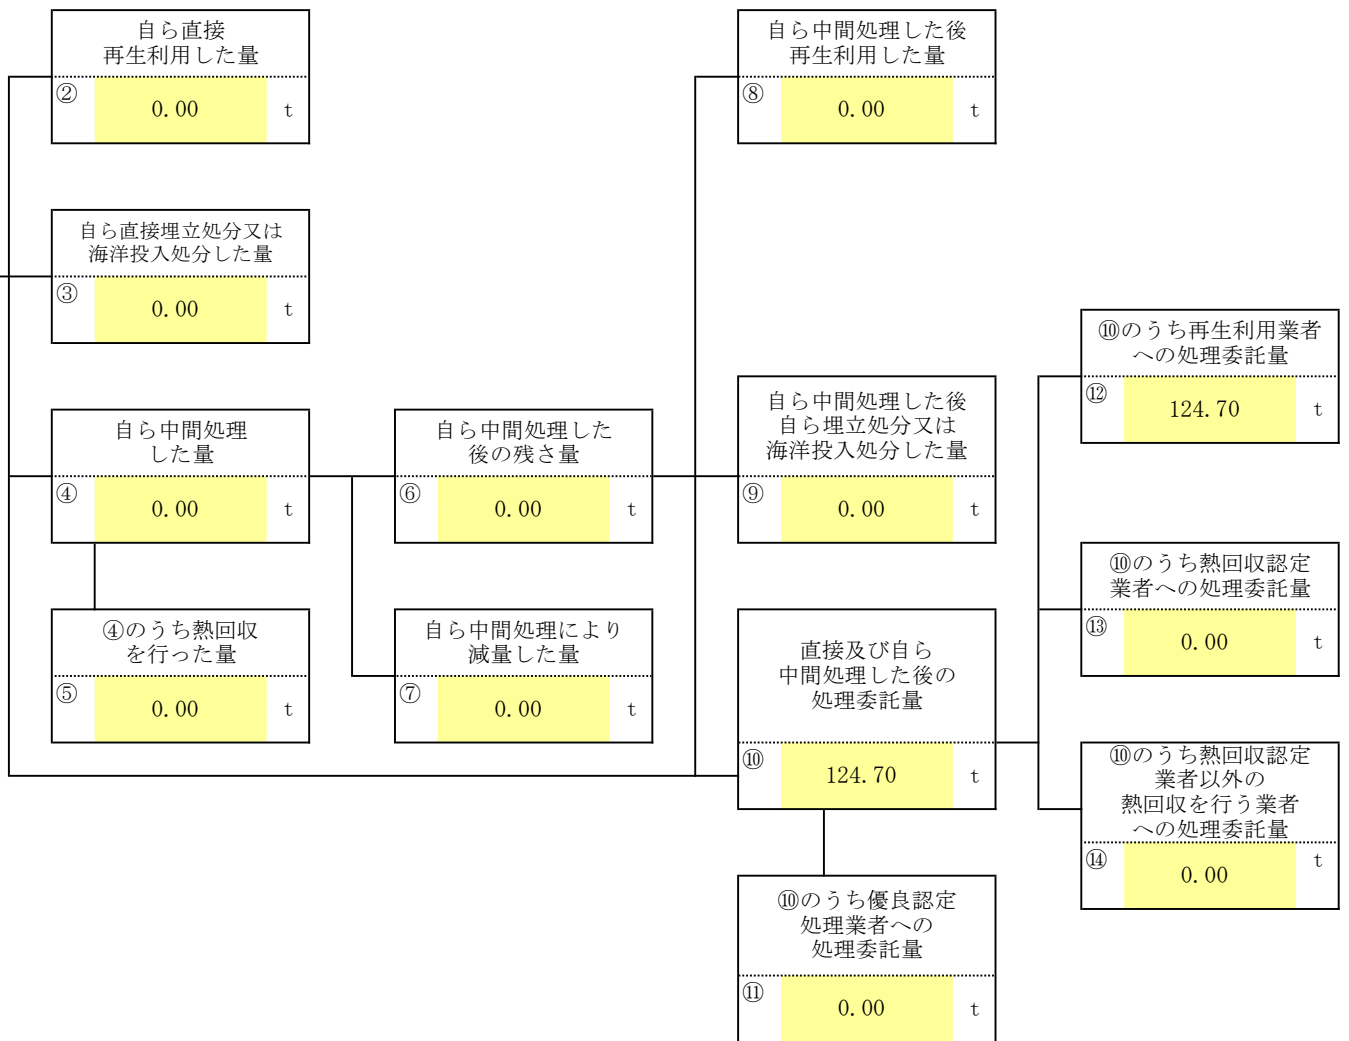 自ら直接
再生利用した量
②
0.00
t
自ら中間処理した後
再生利用した量
⑧
0.00
t
自ら直接埋立処分又は
海洋投入処分した量
③
0.00
t
⑩のうち再生利用業者
への処理委託量
⑫
124.70
t
自ら中間処理
した量
④
0.00
t
自ら中間処理した
後の残さ量
⑥
0.00
t
自ら中間処理した後
自ら埋立処分又は
海洋投入処分した量
⑨
0.00
t
⑩のうち熱回収認定
業者への処理委託量
⑬
0.00
t
④のうち熱回収
を行った量
⑤
0.00
t
自ら中間処理により
減量した量
⑦
0.00
t
直接及び自ら
中間処理した後の
処理委託量
⑩
124.70
t
⑩のうち熱回収認定
業者以外の
熱回収を行う業者
への処理委託量
⑭
0.00
t
⑩のうち優良認定
処理業者への
処理委託量
⑪
0.00
t